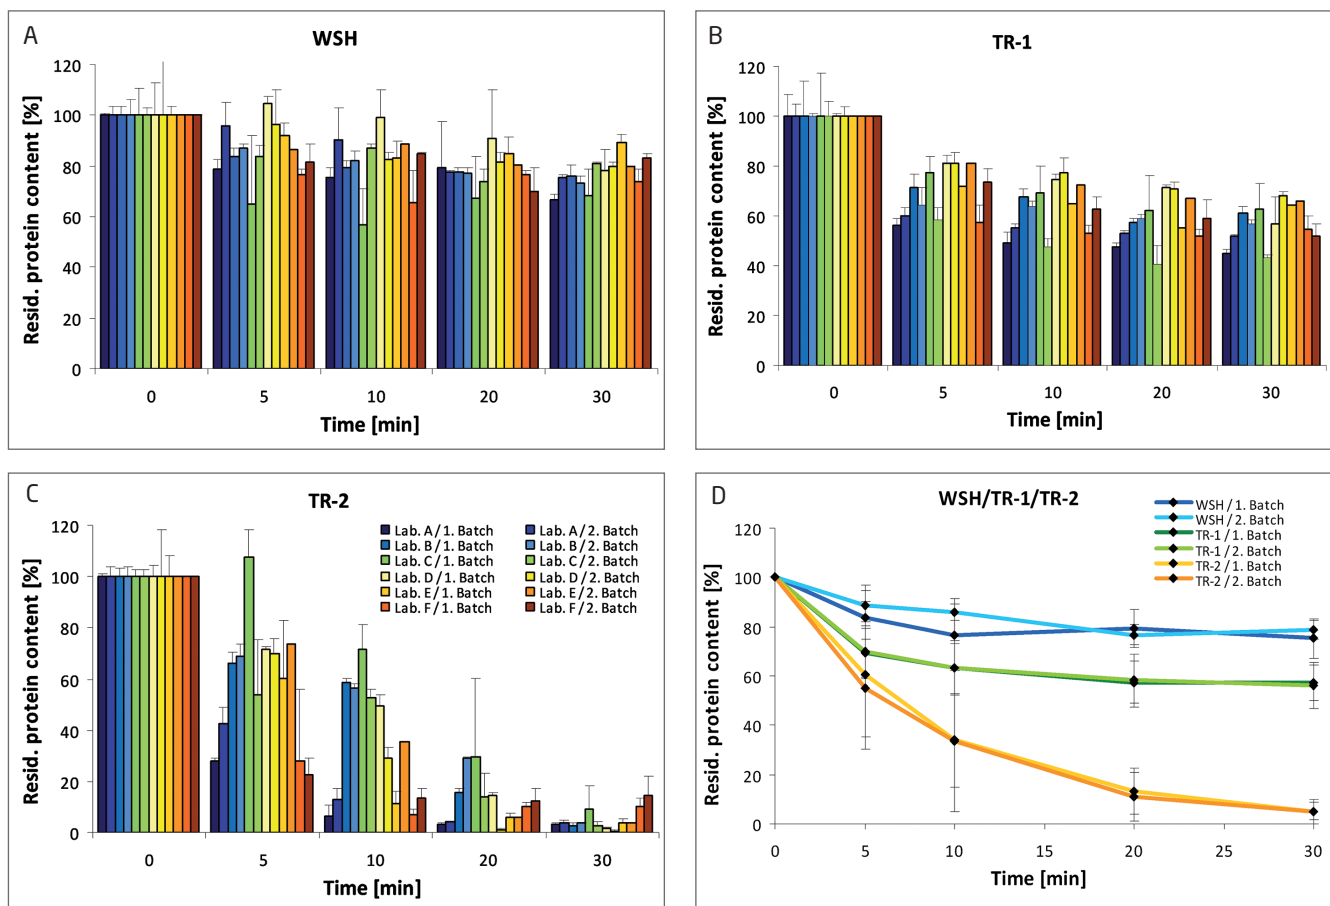 A
WSH
Resid. protein content [%]
120
100
80
60
40
20
0
0 5 10 20 30
Time [min]
B
TR-1
Resid. protein content [%]
120
100
80
60
40
20
0
0 5 10 20 30
Time [min]
C
TR-2
Resid. protein content [%]
120
100
80
60
40
20
0
Lab. A / 1. Batch Lab. A / 2. Batch
Lab. B / 1. Batch Lab. B / 2. Batch
Lab. C / 1. Batch Lab. C / 2. Batch
Lab. D / 1. Batch Lab. D / 2. Batch
Lab. E / 1. Batch Lab. E / 2. Batch
Lab. F / 1. Batch Lab. F / 2. Batch
0 5 10 20 30
Time [min]
D
WSH/TR-1/TR-2
WSH / 1. Batch
WSH / 2. Batch
TR-1 / 1. Batch
TR-1 / 2. Batch
TR-2 / 1. Batch
TR-2 / 2. Batch
Resid. protein content [%]
120
100
80
60
40
20
0
0 5 10 15 20 25 30
Time [min]